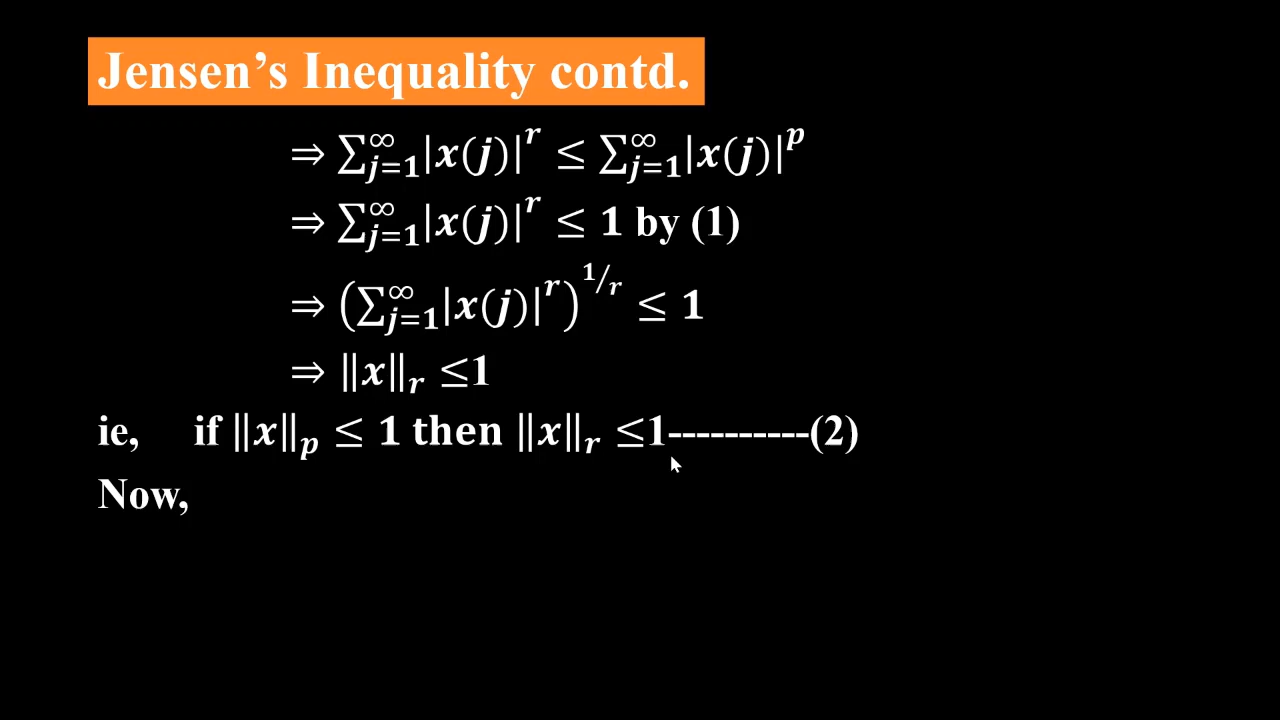 Jensen’s Inequality contd.
⇒ ∑_{j=1}^{∞}|x(j)|^r ≤ ∑_{j=1}^{∞}|x(j)|^p
⇒ ∑_{j=1}^{∞}|x(j)|^r ≤ 1 by (1)
⇒ (∑_{j=1}^{∞}|x(j)|^r)^{1/r} ≤ 1
⇒ ‖x‖_r ≤1
ie, if ‖x‖_p ≤ 1 then ‖x‖_r ≤1----------(2)
Now,